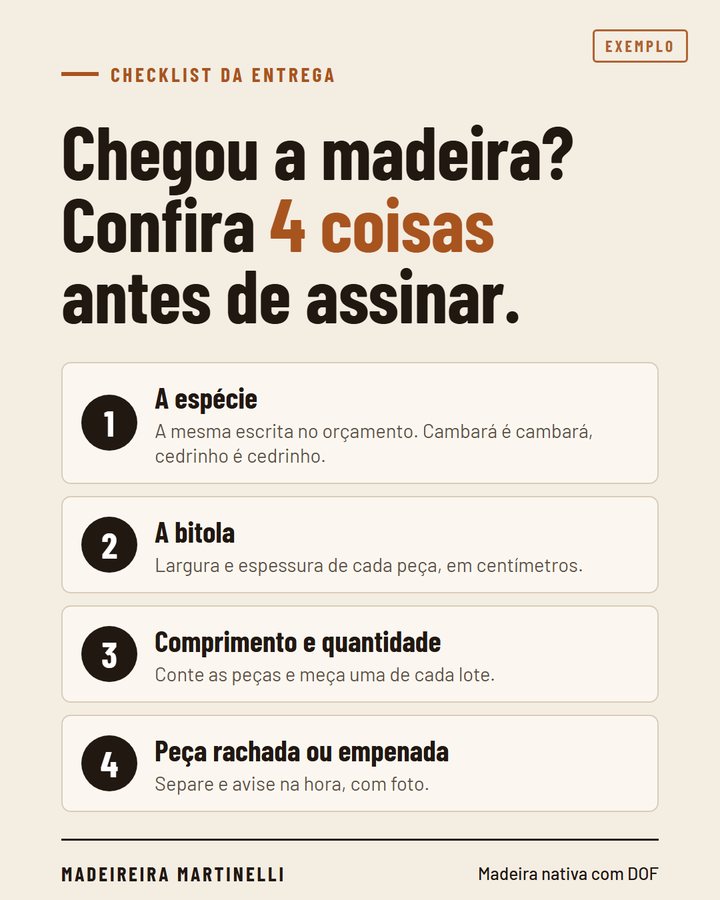 EXEMPLO
CHECKLIST DA ENTREGA
Chegou a madeira?
Confira 4 coisas
antes de assinar.
1
A espécie
A mesma escrita no orçamento. Cambará é cambará,
cedrinho é cedrinho.
2
A bitola
Largura e espessura de cada peça, em centímetros.
3
Comprimento e quantidade
Conte as peças e meça uma de cada lote.
4
Peça rachada ou empenada
Separe e avise na hora, com foto.
MADEIREIRA MARTINELLI
Madeira nativa com DOF